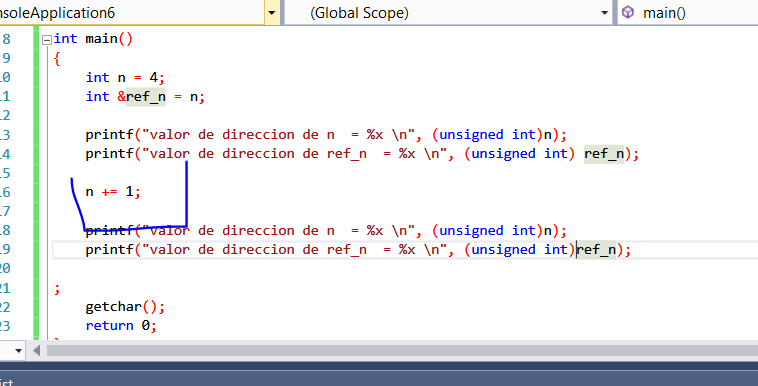 nsoleApplication6 (Global Scope) main()
8 int main()
9 {
10 int n = 4;
11 int &ref_n = n;
12
13 printf("valor de direccion de n  = %x \n", (unsigned int)n);
14 printf("valor de direccion de ref_n  = %x \n", (unsigned int) ref_n);
15
16 n += 1;
17
18 printf("valor de direccion de n  = %x \n", (unsigned int)n);
19 printf("valor de direccion de ref_n  = %x \n", (unsigned int)ref_n);
20
21 ;
22 getchar();
23 return 0;
ist